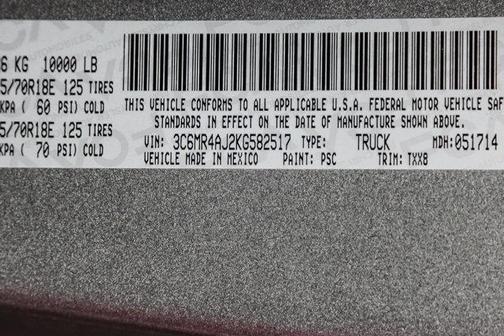 6 KG 10000 LB
5/70R18E 125 TIRES
KPA ( 60 PSI) COLD
5/70R18E 125 TIRES
KPA ( 70 PSI) COLD
THIS VEHICLE CONFORMS TO ALL APPLICABLE U.S.A. FEDERAL MOTOR VEHICLE SAF
STANDARDS IN EFFECT ON THE DATE OF MANUFACTURE SHOWN ABOVE.
VIN: 3C6MR4AJ2KG582517 TYPE: TRUCK MDH:051714
VEHICLE MADE IN MEXICO PAINT: PSC TRIM: TXX8